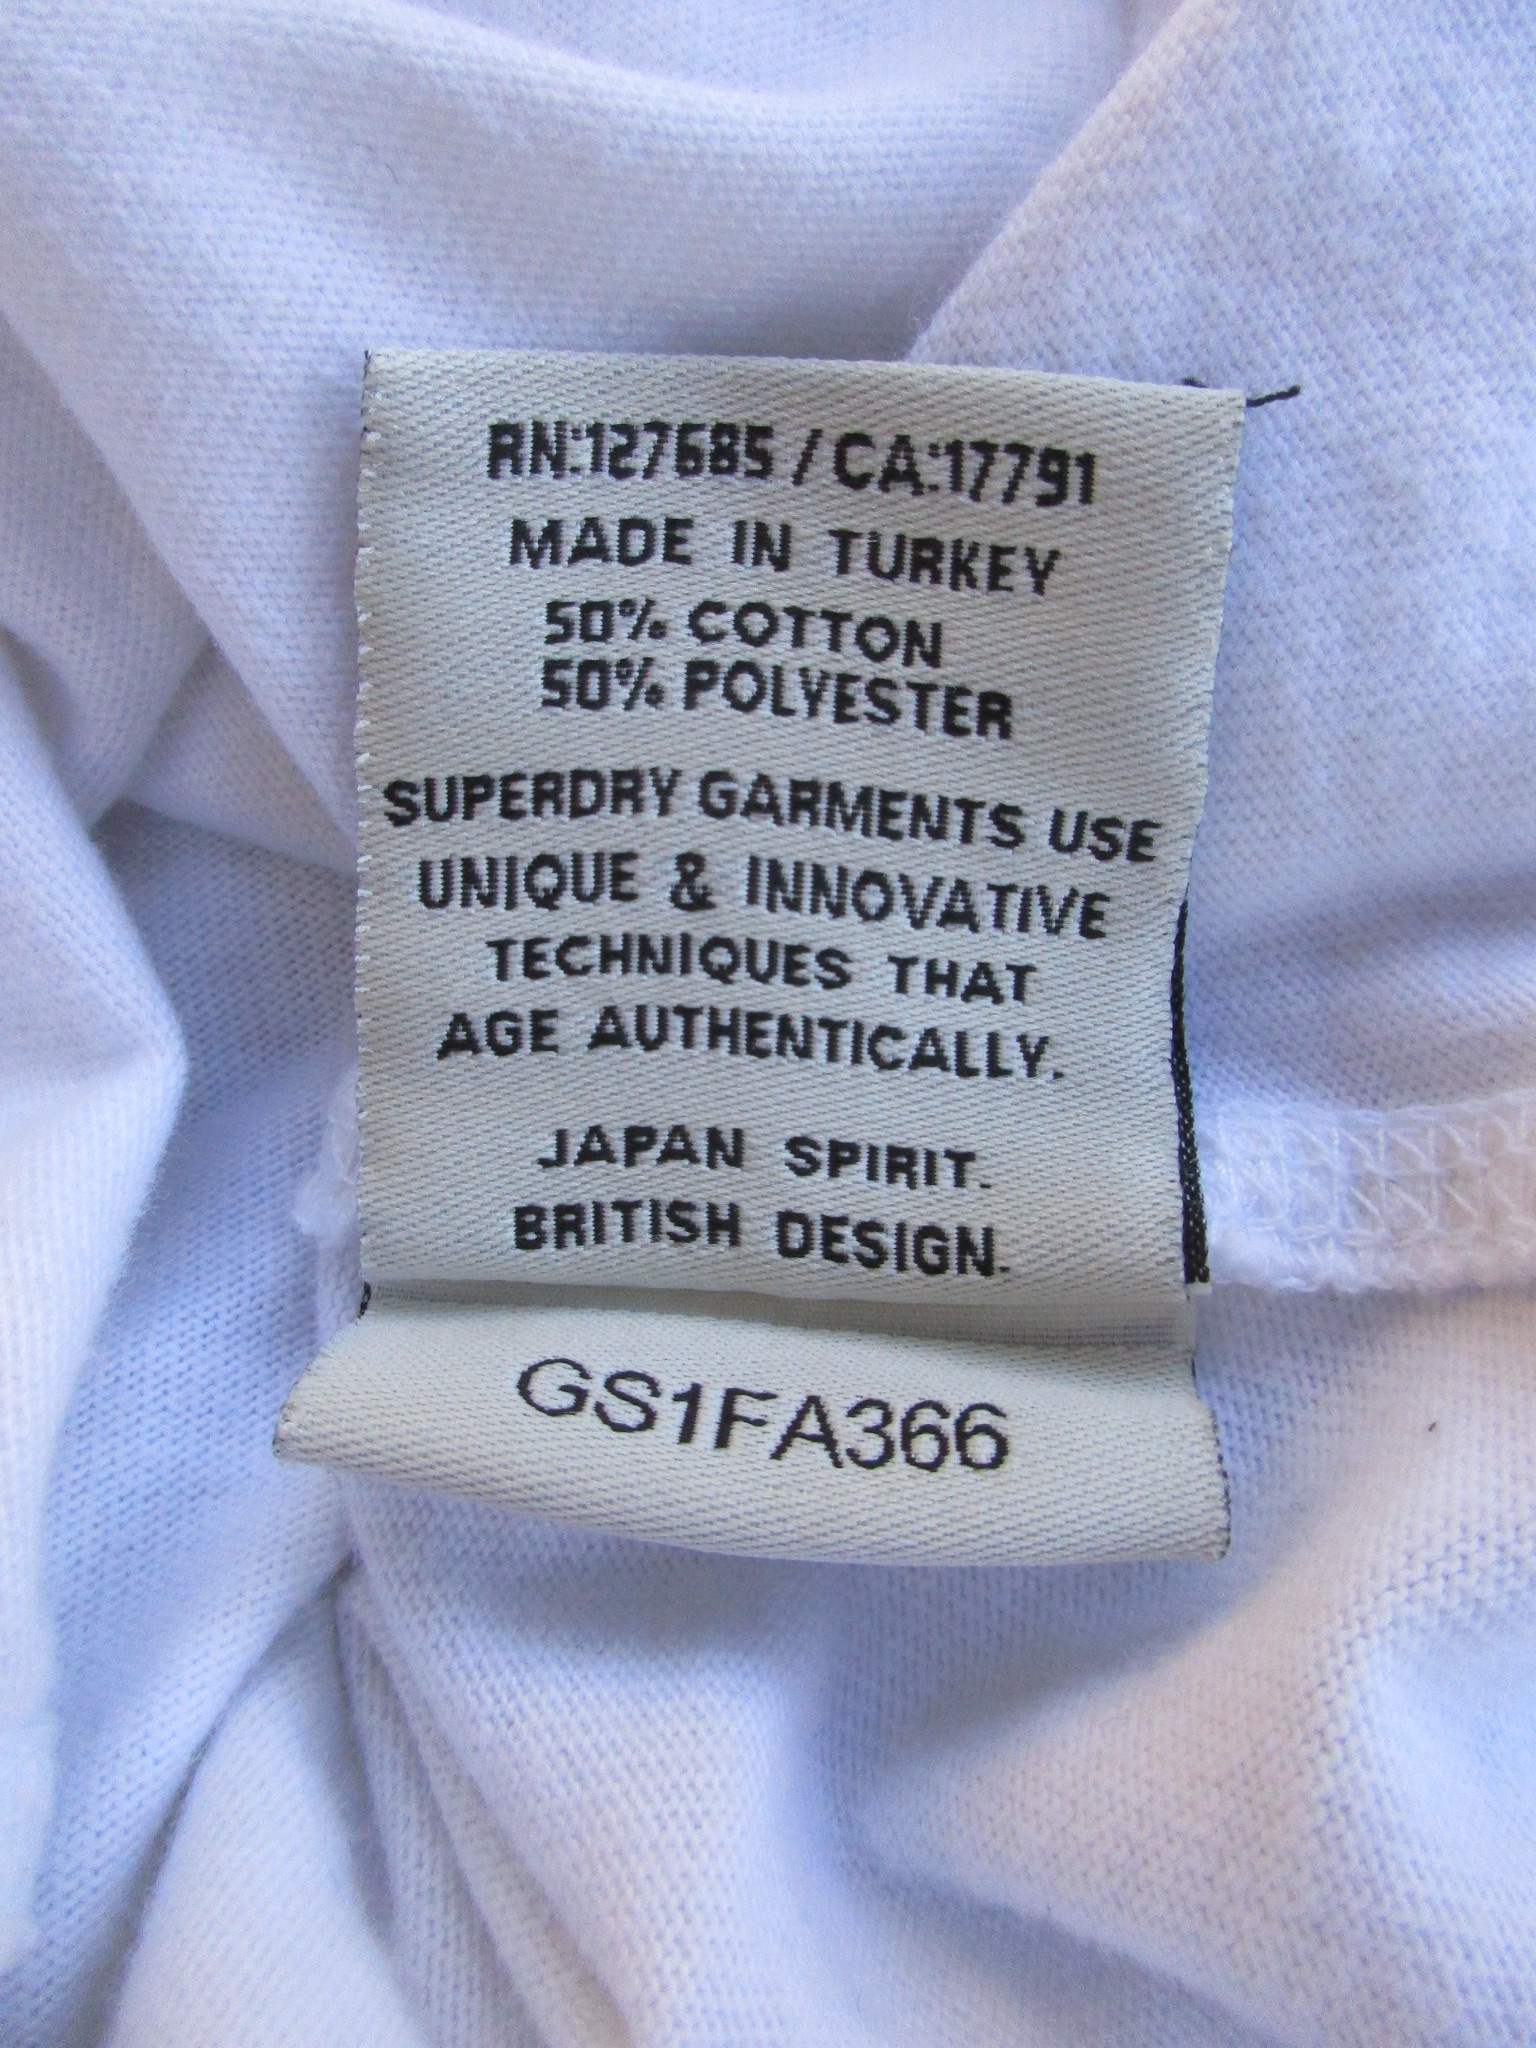 RN:127685 / CA:17791
MADE IN TURKEY
50% COTTON
50% POLYESTER
SUPERDRY GARMENTS USE
UNIQUE & INNOVATIVE
TECHNIQUES THAT
AGE AUTHENTICALLY.
JAPAN SPIRIT.
BRITISH DESIGN.
GS1FA366